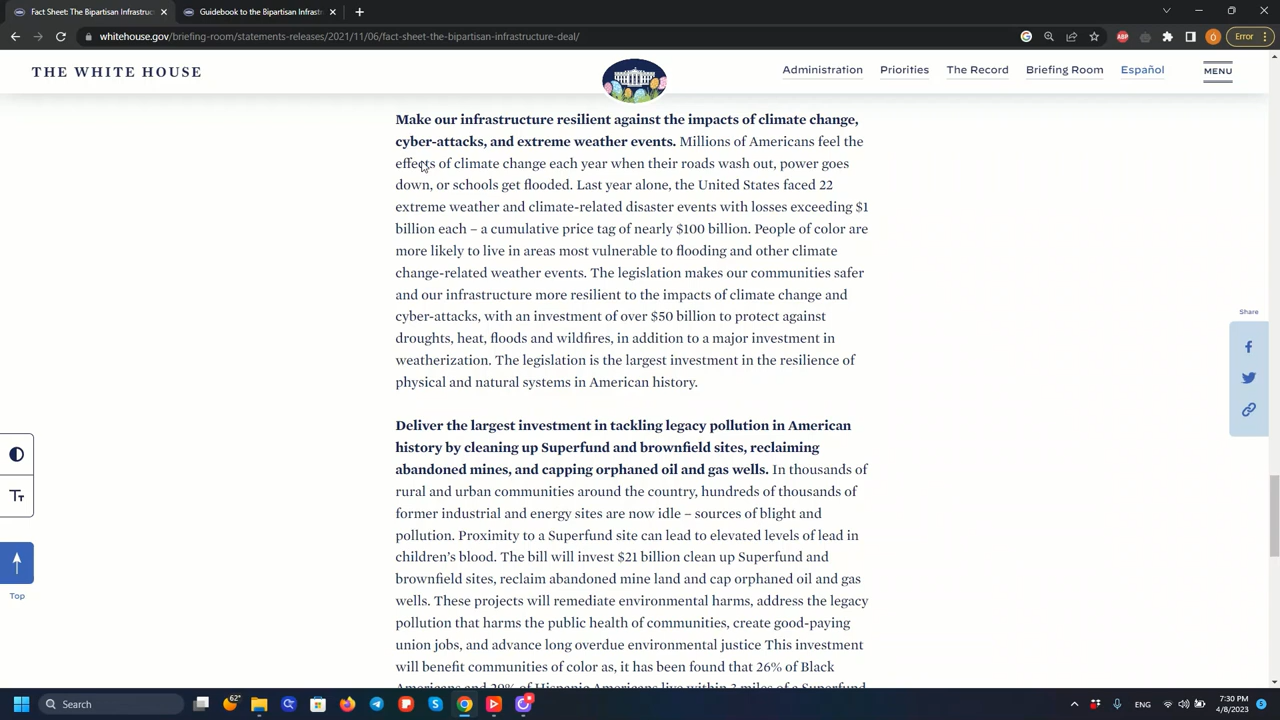 Fact Sheet: The Bipartisan Infrastruc
Guidebook to the Bipartisan Infrast
whitehouse.gov/briefing-room/statements-releases/2021/11/06/fact-sheet-the-bipartisan-infrastructure-deal/
Error
THE WHITE HOUSE
Administration
Priorities
The Record
Briefing Room
Español
MENU
Make our infrastructure resilient against the impacts of climate change,
cyber-attacks, and extreme weather events. Millions of Americans feel the
effects of climate change each year when their roads wash out, power goes
down, or schools get flooded. Last year alone, the United States faced 22
extreme weather and climate-related disaster events with losses exceeding $1
billion each – a cumulative price tag of nearly $100 billion. People of color are
more likely to live in areas most vulnerable to flooding and other climate
change-related weather events. The legislation makes our communities safer
and our infrastructure more resilient to the impacts of climate change and
cyber-attacks, with an investment of over $50 billion to protect against
droughts, heat, floods and wildfires, in addition to a major investment in
weatherization. The legislation is the largest investment in the resilience of
physical and natural systems in American history.
Share
Deliver the largest investment in tackling legacy pollution in American
history by cleaning up Superfund and brownfield sites, reclaiming
abandoned mines, and capping orphaned oil and gas wells. In thousands of
rural and urban communities around the country, hundreds of thousands of
former industrial and energy sites are now idle – sources of blight and
pollution. Proximity to a Superfund site can lead to elevated levels of lead in
children's blood. The bill will invest $21 billion clean up Superfund and
brownfield sites, reclaim abandoned mine land and cap orphaned oil and gas
wells. These projects will remediate environmental harms, address the legacy
pollution that harms the public health of communities, create good-paying
union jobs, and advance long overdue environmental justice This investment
will benefit communities of color as, it has been found that 26% of Black
Americans and 29% of Hispanic Americans live within 3 miles of a Superfund
Tт
Top
Search
62°
ENG
7:30 PM
4/8/2023